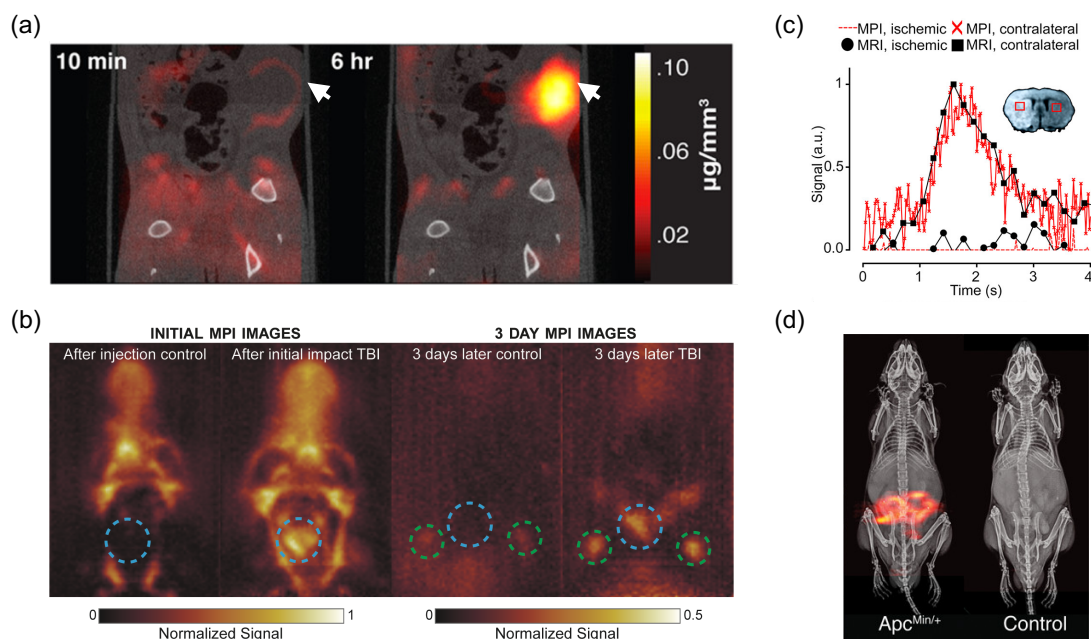 (a)
10 min
6 hr
.10
.06
.02
µg/mm³
(b)
INITIAL MPI IMAGES
3 DAY MPI IMAGES
After injection control
After initial impact TBI
3 days later control
3 days later TBI
0
1
Normalized Signal
0
0.5
Normalized Signal
(c)
MPI, ischemic
MPI, contralateral
MRI, ischemic
MRI, contralateral
1
0.5
0.0
Signal (a.u.)
0
1
2
3
4
Time (s)
(d)
Apc^Min/+
Control